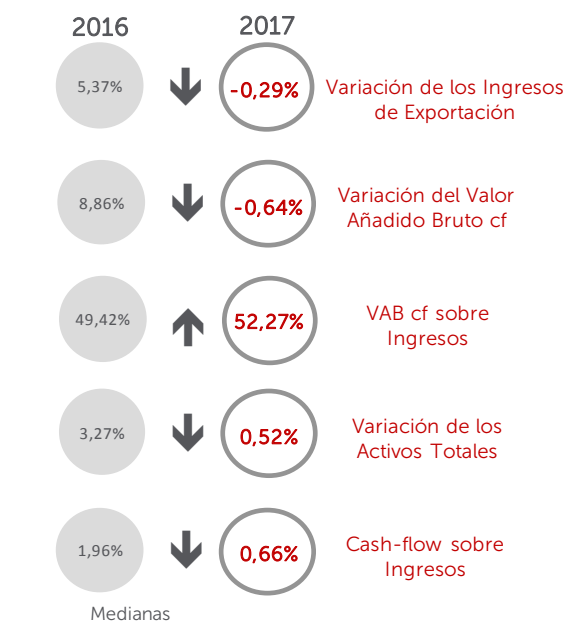 2016 2017
5,37% -0,29% Variación de los Ingresos
de Exportación
8,86% -0,64% Variación del Valor
Añadido Bruto cf
49,42% 52,27% VAB cf sobre
Ingresos
3,27% 0,52% Variación de los
Activos Totales
1,96% 0,66% Cash-flow sobre
Ingresos
Medianas